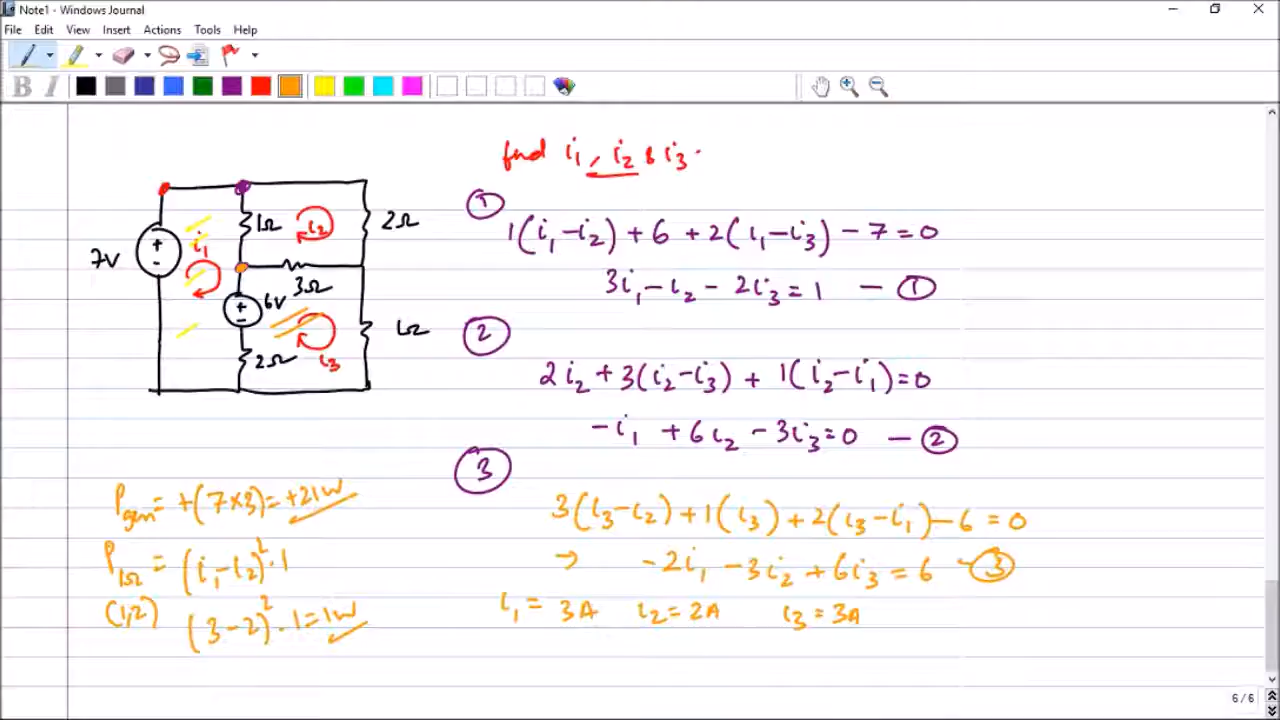 Note1 - Windows Journal
File Edit View Insert Actions Tools Help
B I
find i1, i2 & i3.
1
1(i1-i2) + 6 + 2(i1-i3) - 7 = 0
3i1 - i2 - 2i3 = 1 — 1
2
2i2 + 3(i2-i3) + 1(i2-i1) = 0
-i1 + 6i2 - 3i3 = 0 — 2
3
3(i3-i2) + 1(i3) + 2(i3-i1) - 6 = 0
→ -2i1 - 3i2 + 6i3 = 6 — 3
i1 = 3A i2 = 2A i3 = 3A
7V
+
-
i1
1Ω
i2
2Ω
3Ω
6V
+
-
2Ω
i3
1Ω
Pgen = +(7×3) = +21W
P1Ω = (i1-i2)²·1
(1,2) (3-2)²·1 = 1W
6 / 6